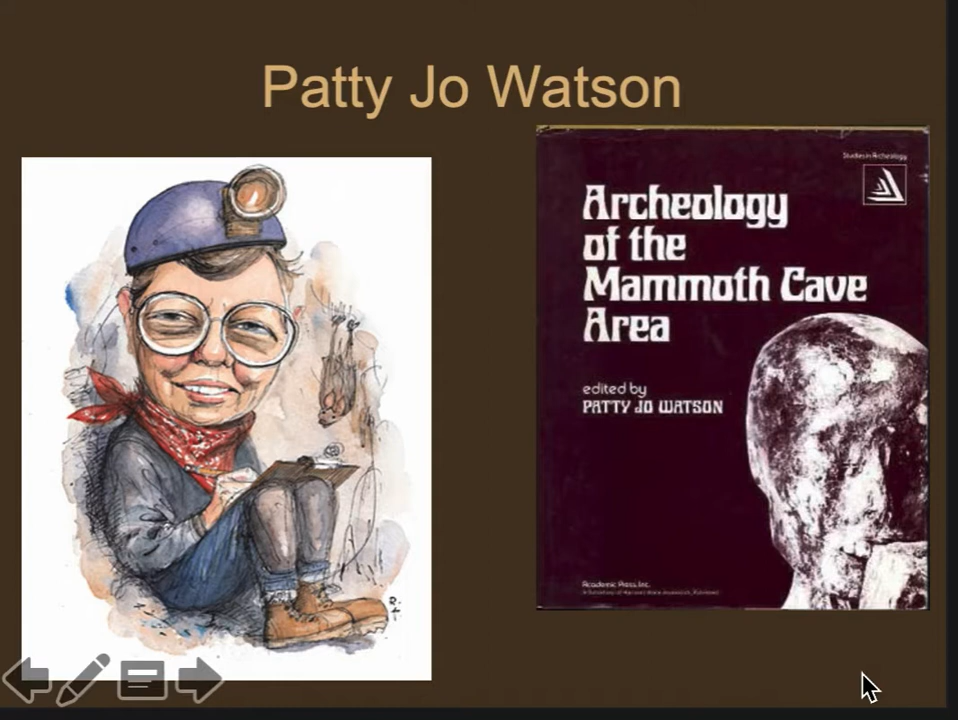 Patty Jo Watson
Studies in Archeology
Archeology
of the
Mammoth Cave
Area
edited by
PATTY JO WATSON
Academic Press, Inc.